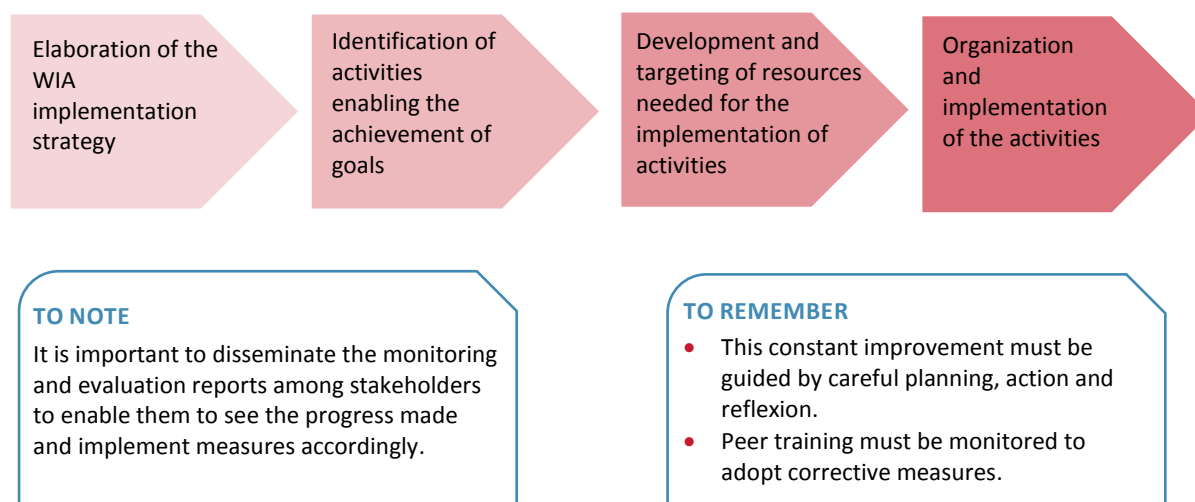 Elaboration of the
WIA
implementation
strategy
Identification of
activities
enabling the
achievement of
goals
Development and
targeting of resources
needed for the
implementation of
activities
Organization
and
implementation
of the activities
TO NOTE
It is important to disseminate the monitoring
and evaluation reports among stakeholders
to enable them to see the progress made
and implement measures accordingly.
TO REMEMBER
• This constant improvement must be
guided by careful planning, action and
reflexion.
• Peer training must be monitored to
adopt corrective measures.